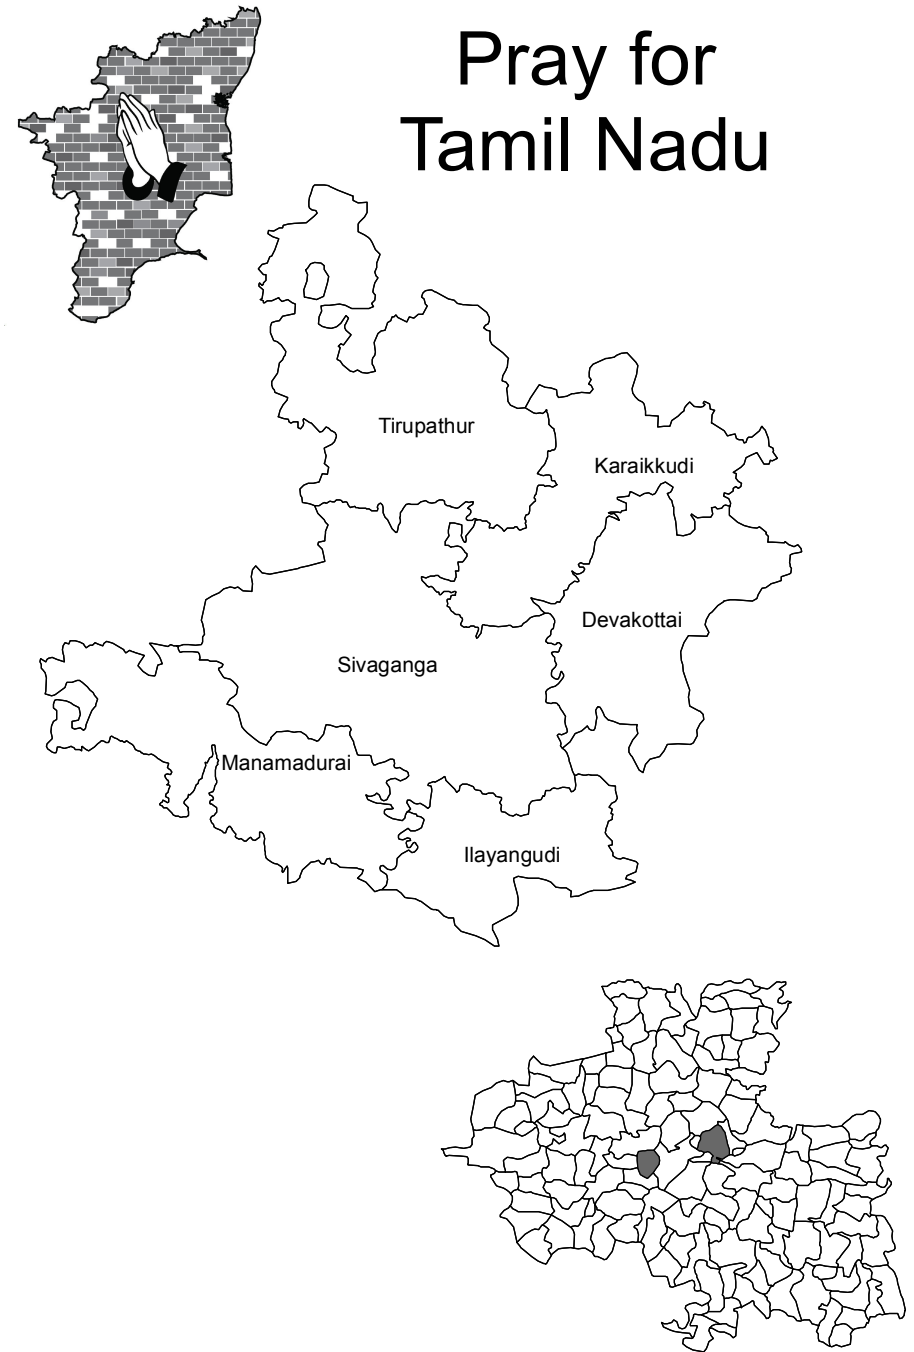 Pray for
Tamil Nadu
Tirupathur
Karaikkudi
Devakottai
Sivaganga
Manamadurai
Ilayangudi